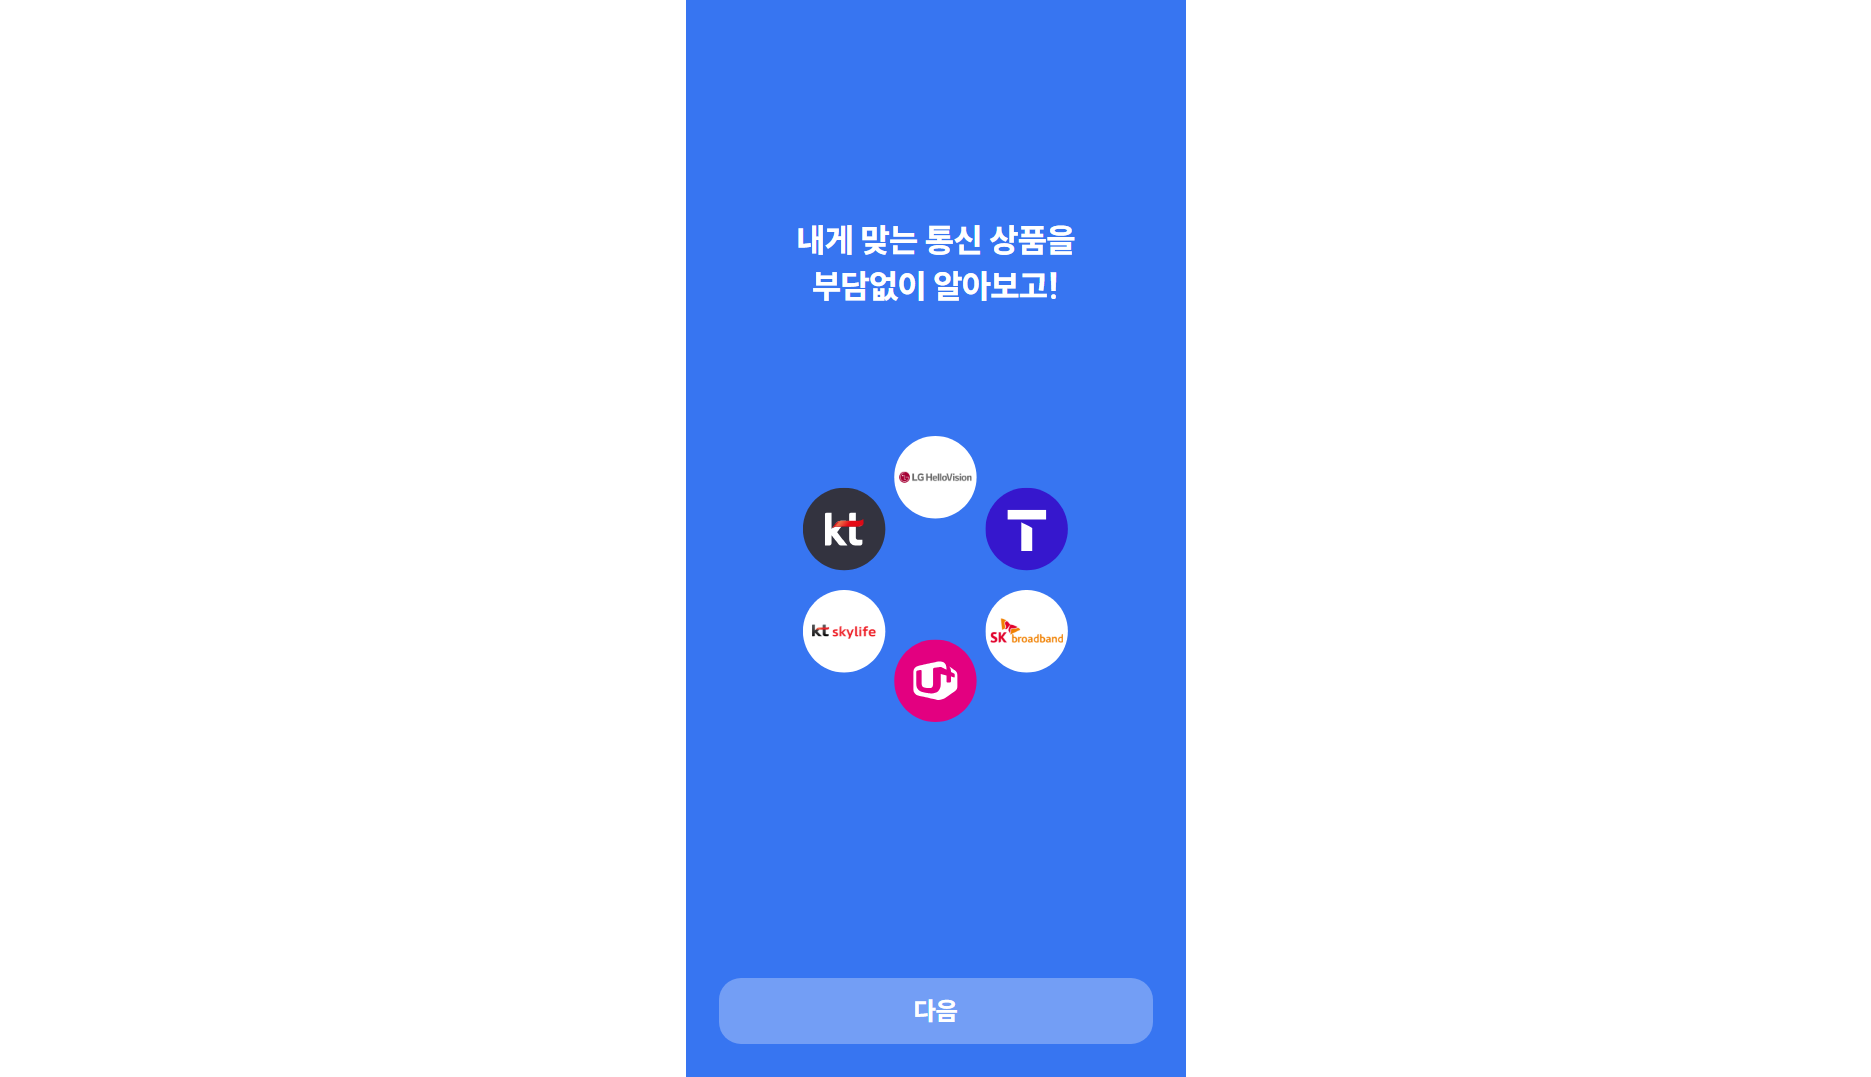 내게 맞는 통신 상품을
부담없이 알아보고!
LG HelloVision
kt
T
kt skylife
SK broadband
U+
다음